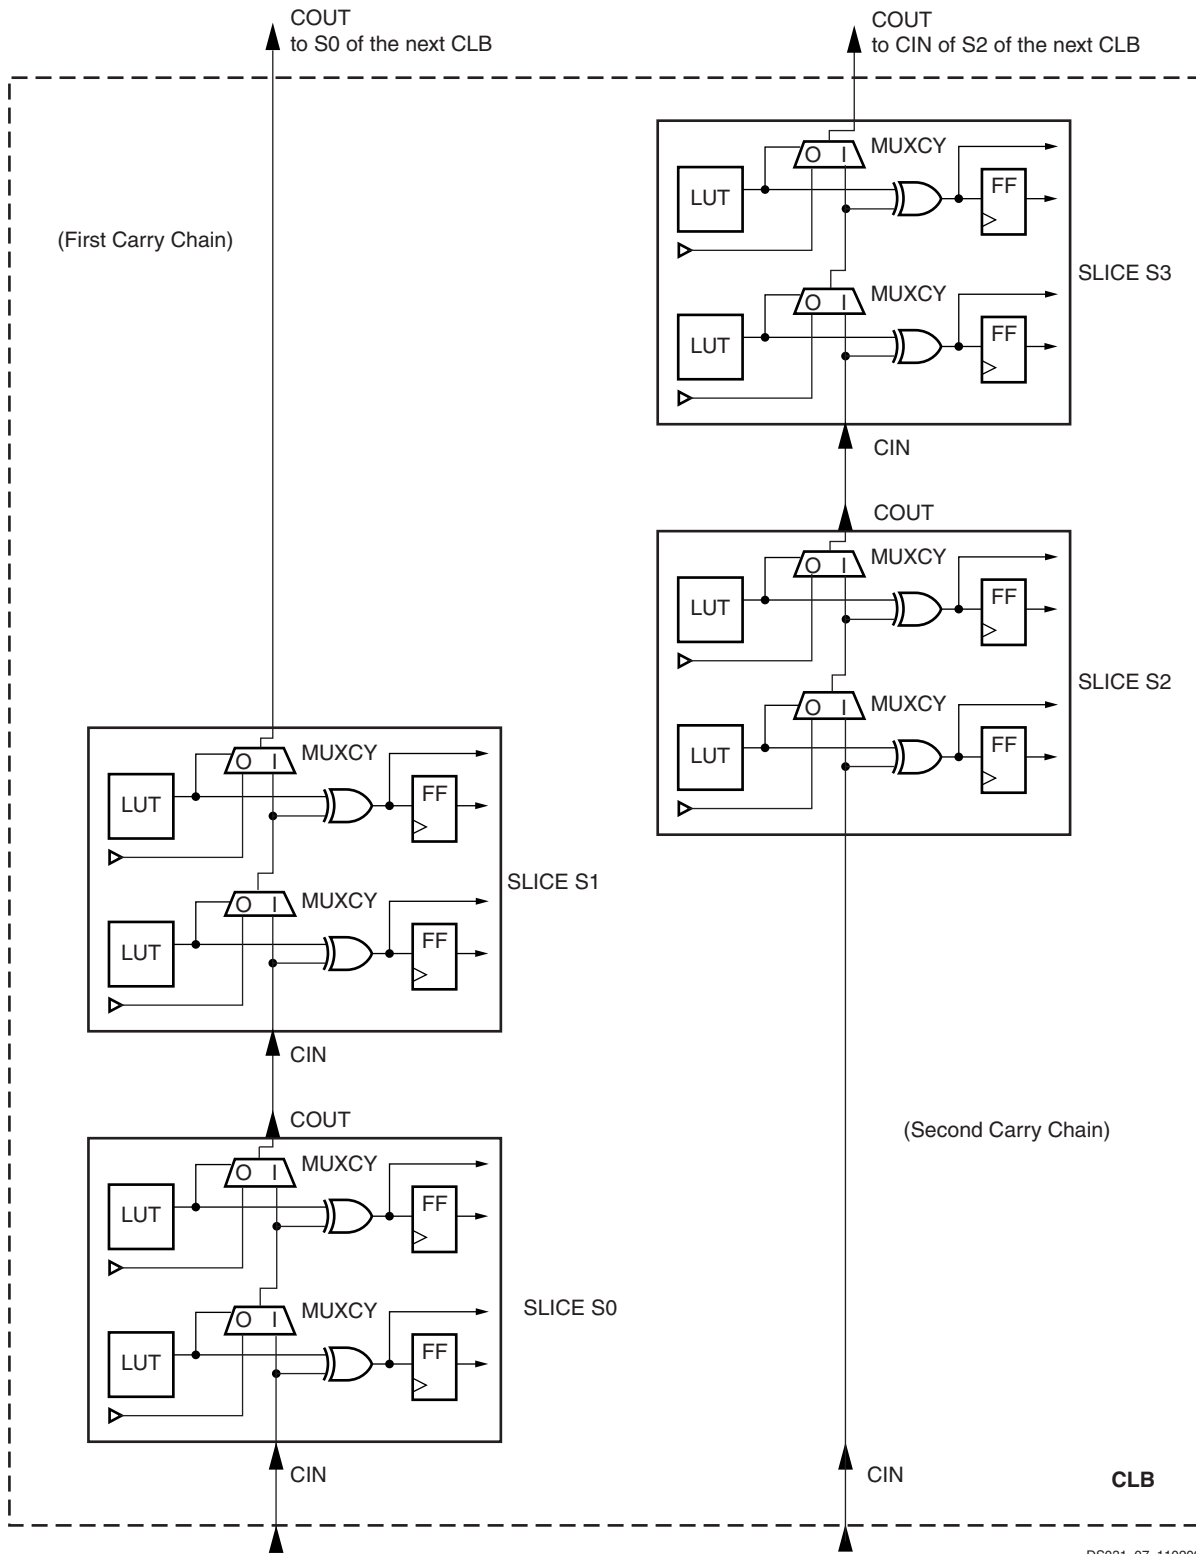 COUT
to S0 of the next CLB
COUT
to CIN of S2 of the next CLB
(First Carry Chain)
O I MUXCY
LUT
FF
SLICE S3
O I MUXCY
LUT
FF
CIN
COUT
O I MUXCY
LUT
FF
SLICE S2
O I MUXCY
LUT
FF
O I MUXCY
LUT
FF
SLICE S1
O I MUXCY
LUT
FF
CIN
COUT
(Second Carry Chain)
O I MUXCY
LUT
FF
SLICE S0
O I MUXCY
LUT
FF
CIN
CIN
CLB